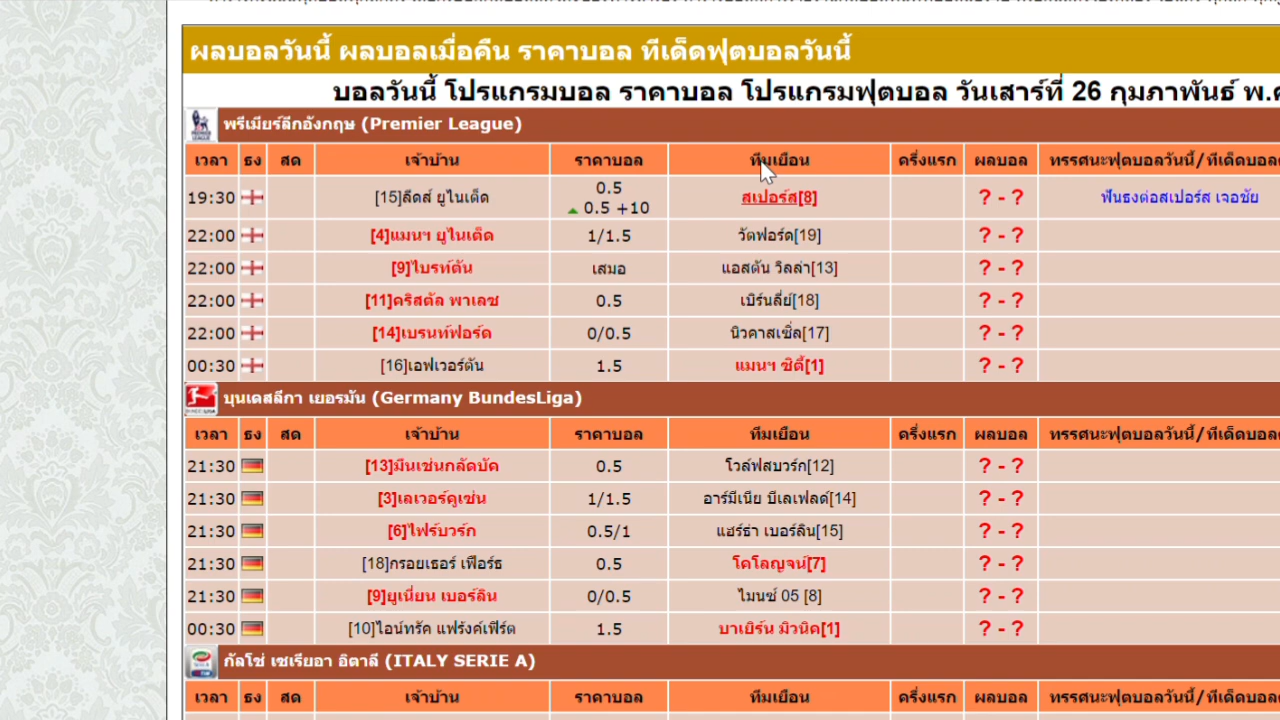 ผลบอลวันนี้ ผลบอลเมื่อคืน ราคาบอล ทีเด็ดฟุตบอลวันนี้
บอลวันนี้ โปรแกรมบอล ราคาบอล โปรแกรมฟุตบอล วันเสาร์ที่ 26 กุมภาพันธ์ พ.ศ
พรีเมียร์ลีกอังกฤษ (Premier League)
เวลา ธง สด เจ้าบ้าน ราคาบอล ทีมเยือน ครึ่งแรก ผลบอล ทรรศนะฟุตบอลวันนี้/ทีเด็ดบอล
19:30 [15]ลีดส์ ยูไนเต็ด 0.5 สเปอร์ส[8] ? - ? ฟันธงต่อสเปอร์ส เจอชัย
0.5 +10
22:00 [4]แมนฯ ยูไนเต็ด 1/1.5 วัตฟอร์ด[19] ? - ?
22:00 [9]ไบรท์ตัน เสมอ แอสตัน วิลล่า[13] ? - ?
22:00 [11]คริสตัล พาเลซ 0.5 เบิร์นลี่ย์[18] ? - ?
22:00 [14]เบรนท์ฟอร์ด 0/0.5 นิวคาสเซิ่ล[17] ? - ?
00:30 [16]เอฟเวอร์ตัน 1.5 แมนฯ ซิตี้[1] ? - ?
บุนเดสลีกา เยอรมัน (Germany BundesLiga)
เวลา ธง สด เจ้าบ้าน ราคาบอล ทีมเยือน ครึ่งแรก ผลบอล ทรรศนะฟุตบอลวันนี้/ทีเด็ดบอล
21:30 [13]มึนเช่นกลัดบัค 0.5 โวล์ฟสบวร์ก[12] ? - ?
21:30 [3]เลเวอร์คูเซ่น 1/1.5 อาร์มีเนีย บีเลเฟลด์[14] ? - ?
21:30 [6]ไฟร์บวร์ก 0.5/1 แฮร์ธ่า เบอร์ลิน[15] ? - ?
21:30 [18]กรอยเธอร์ เฟือร์ธ 0.5 โคโลญจน์[7] ? - ?
21:30 [9]ยูเนี่ยน เบอร์ลิน 0/0.5 ไมนซ์ 05 [8] ? - ?
00:30 [10]ไอน์ทรัค แฟรังค์เฟิร์ต 1.5 บาเยิร์น มิวนิค[1] ? - ?
กัลโช่ เซเรียอา อิตาลี (ITALY SERIE A)
เวลา ธง สด เจ้าบ้าน ราคาบอล ทีมเยือน ครึ่งแรก ผลบอล ทรรศนะฟุตบอลวันนี้/ทีเด็ดบอล